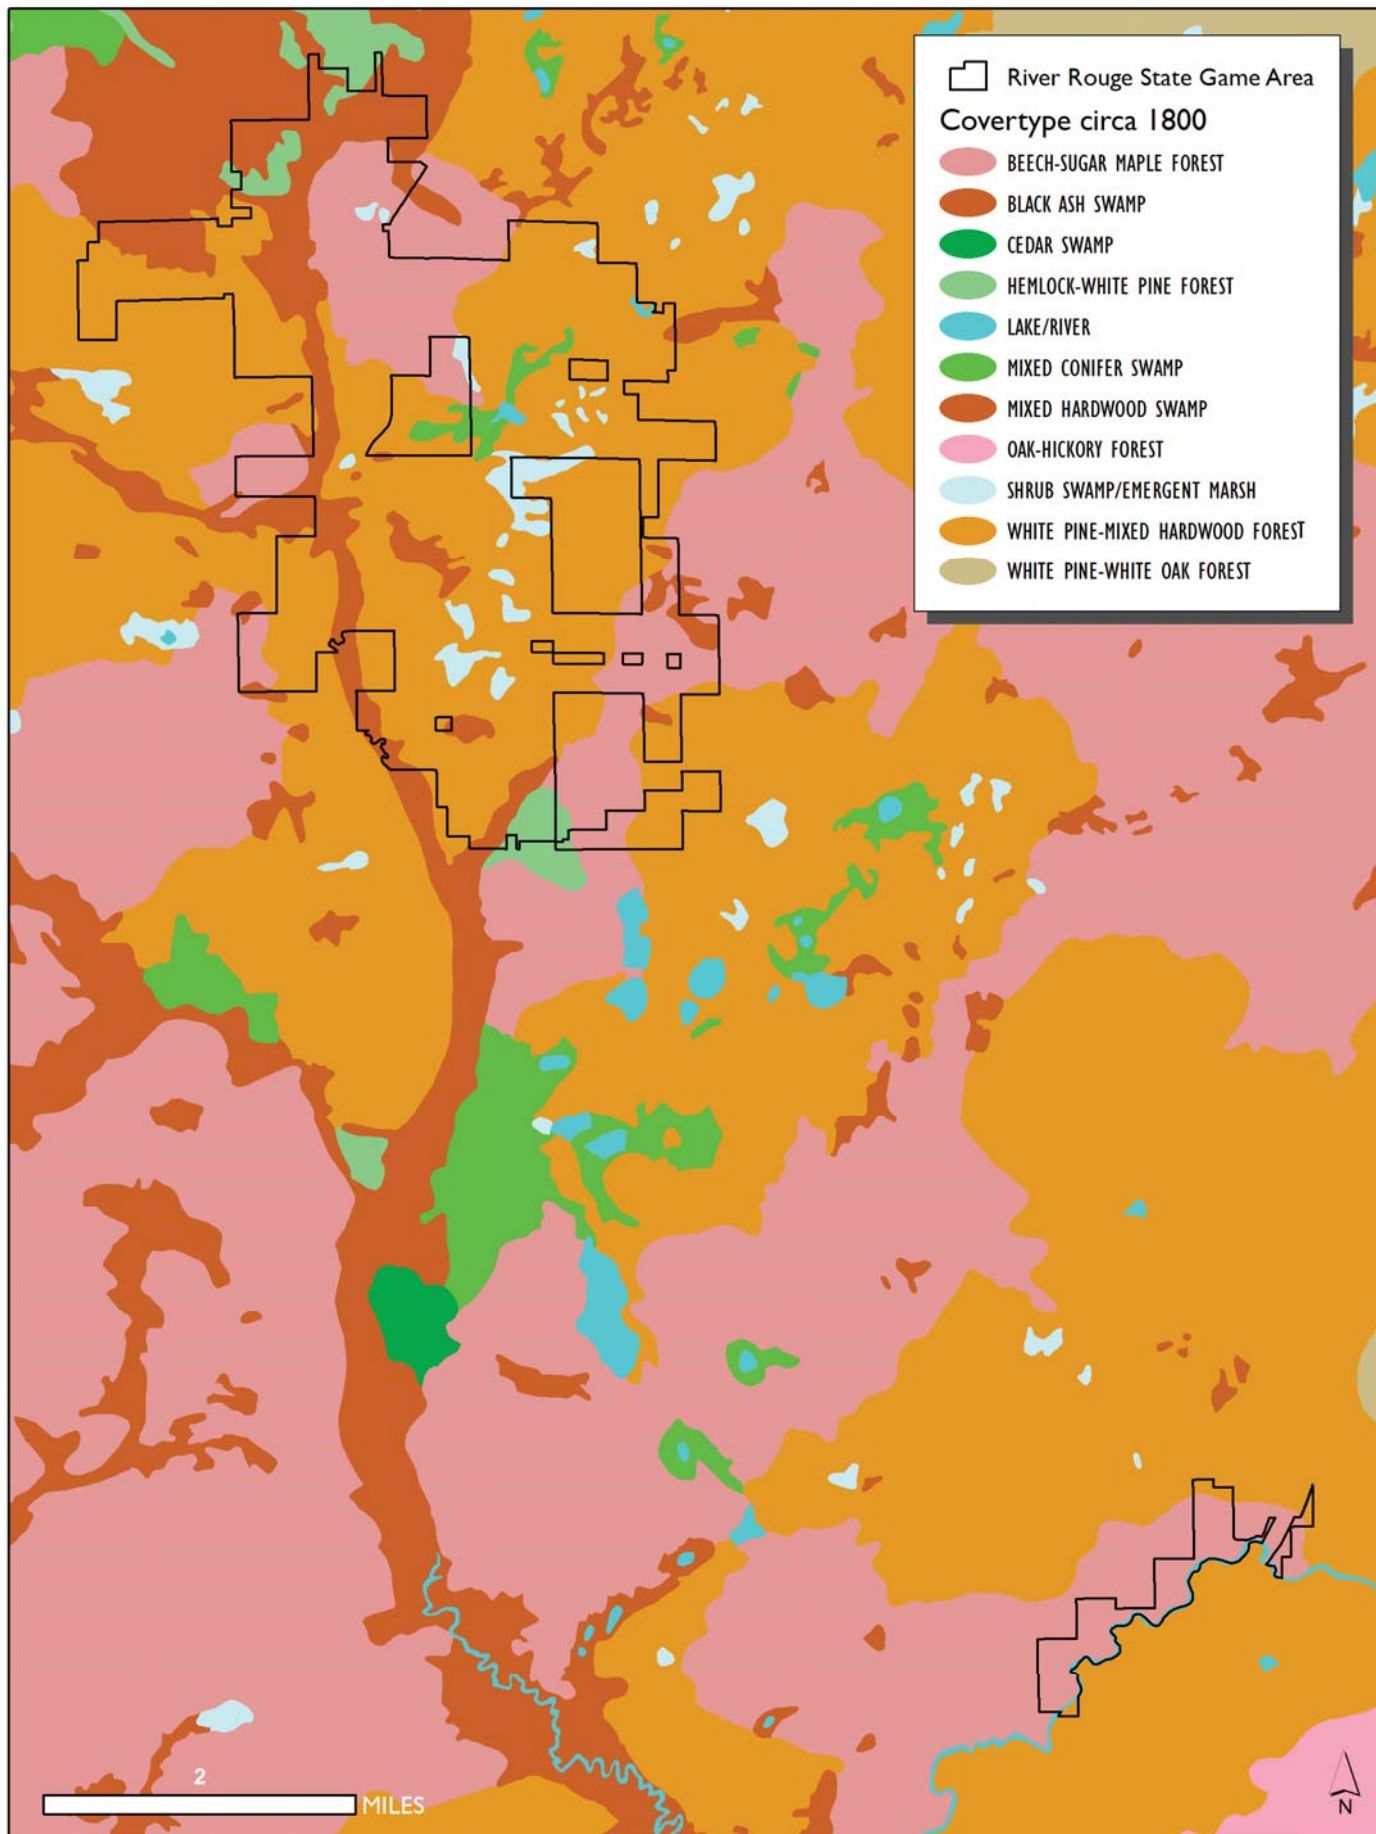 River Rouge State Game Area
Covertype circa 1800
BEECH-SUGAR MAPLE FOREST
BLACK ASH SWAMP
CEDAR SWAMP
HEMLOCK-WHITE PINE FOREST
LAKE/RIVER
MIXED CONIFER SWAMP
MIXED HARDWOOD SWAMP
OAK-HICKORY FOREST
SHRUB SWAMP/EMERGENT MARSH
WHITE PINE-MIXED HARDWOOD FOREST
WHITE PINE-WHITE OAK FOREST
2
MILES
N